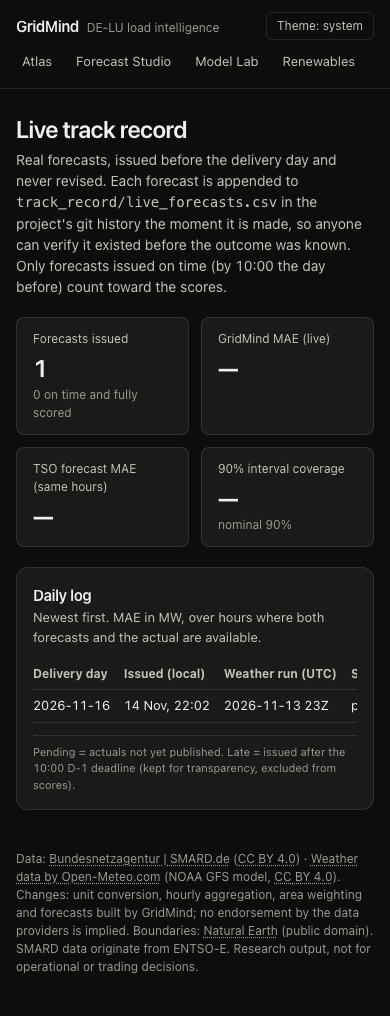 GridMind DE-LU load intelligence Theme: system
Atlas Forecast Studio Model Lab Renewables
Live track record
Real forecasts, issued before the delivery day and
never revised. Each forecast is appended to
track_record/live_forecasts.csv in the
project's git history the moment it is made, so anyone
can verify it existed before the outcome was known.
Only forecasts issued on time (by 10:00 the day
before) count toward the scores.
Forecasts issued
1
0 on time and fully
scored
GridMind MAE (live)
—
TSO forecast MAE
(same hours)
—
90% interval coverage
—
nominal 90%
Daily log
Newest first. MAE in MW, over hours where both
forecasts and the actual are available.
Delivery day Issued (local) Weather run (UTC) S
2026-11-16 14 Nov, 22:02 2026-11-13 23Z p
Pending = actuals not yet published. Late = issued after the
10:00 D-1 deadline (kept for transparency, excluded from
scores).
Data: Bundesnetzagentur | SMARD.de (CC BY 4.0) · Weather
data by Open-Meteo.com (NOAA GFS model, CC BY 4.0).
Changes: unit conversion, hourly aggregation, area weighting
and forecasts built by GridMind; no endorsement by the data
providers is implied. Boundaries: Natural Earth (public domain).
SMARD data originate from ENTSO-E. Research output, not for
operational or trading decisions.